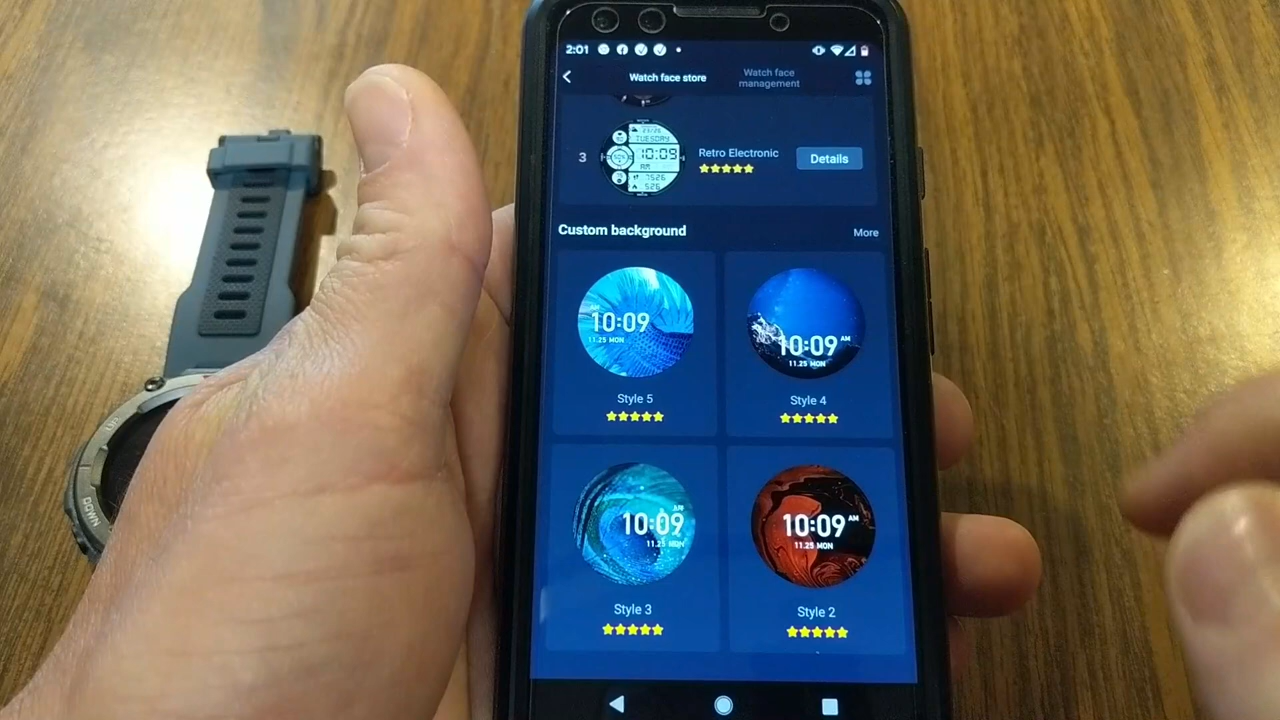 2:01
Watch face store
Watch face
management
3
TUESDAY
10:09
AM
7526
526
Retro Electronic
Details
Custom background
More
10:09
11.25 MON
Style 5
10:09 AM
11.25 MON
Style 4
10:09
11.25 MON
Style 3
10:09 AM
11.25 MON
Style 2
DOWN